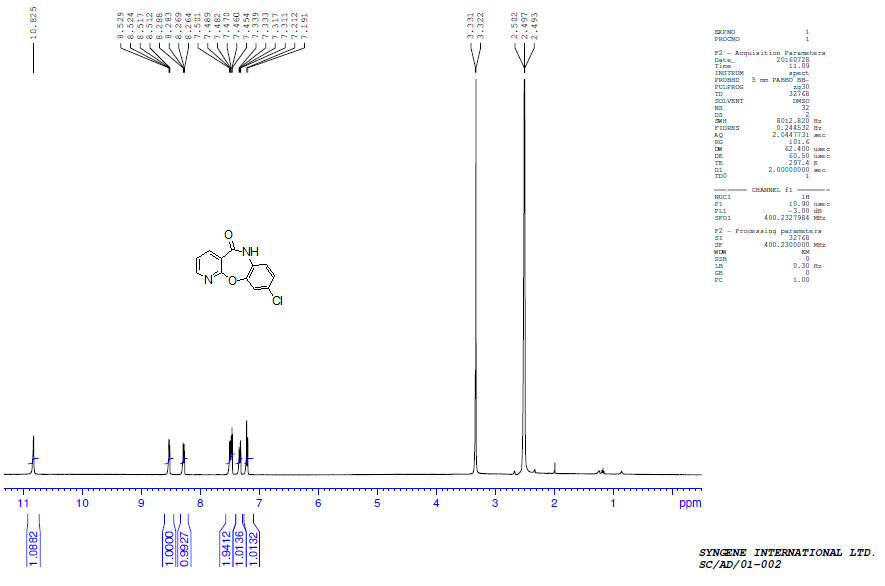 10.825
8.529
8.524
8.517
8.512
8.288
8.283
8.269
8.264
7.501
7.489
7.482
7.470
7.460
7.454
7.339
7.333
7.317
7.311
7.212
7.191
3.331
3.322
2.502
2.497
2.493
EXPNO 1
PROCNO 1
F2 - Acquisition Parameters
Date_ 20160728
Time 11.09
INSTRUM spect
PROBHD 5 mm PABBO BB-
PULPROG zg30
TD 32768
SOLVENT DMSO
NS 32
DS 2
SWH 8012.820 Hz
FIDRES 0.244532 Hz
AQ 2.0447731 sec
RG 101.6
DW 62.400 usec
DE 60.50 usec
TE 297.4 K
D1 2.00000000 sec
TD0 1
======== CHANNEL f1 ========
NUC1 1H
P1 10.90 usec
PL1 -3.00 dB
SFO1 400.2327984 MHz
F2 - Processing parameters
SI 32768
SF 400.2300000 MHz
WDW EM
SSB 0
LB 0.30 Hz
GB 0
PC 1.00
O
NH
N
O
Cl
11 10 9 8 7 6 5 4 3 2 1 ppm
1.0882
1.0000
0.9927
1.9412
1.0136
1.0132
SYNGENE INTERNATIONAL LTD.
SC/AD/01-002